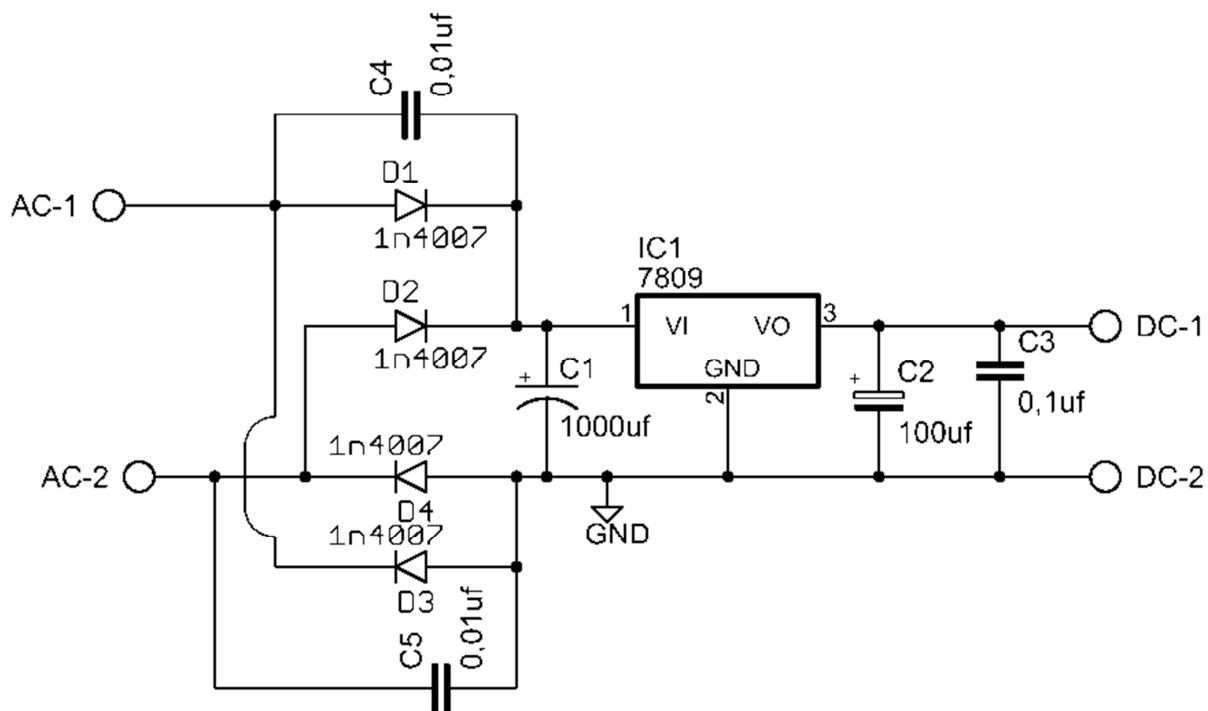 C4
0,01uf
D1
AC-1
1n4007
IC1
7809
D2
1
VI
VO
3
DC-1
1n4007
GND
C3
+
C1
2
+
C2
0,1uf
1000uf
100uf
1n4007
AC-2
DC-2
D4
GND
1n4007
D3
C5
0,01uf